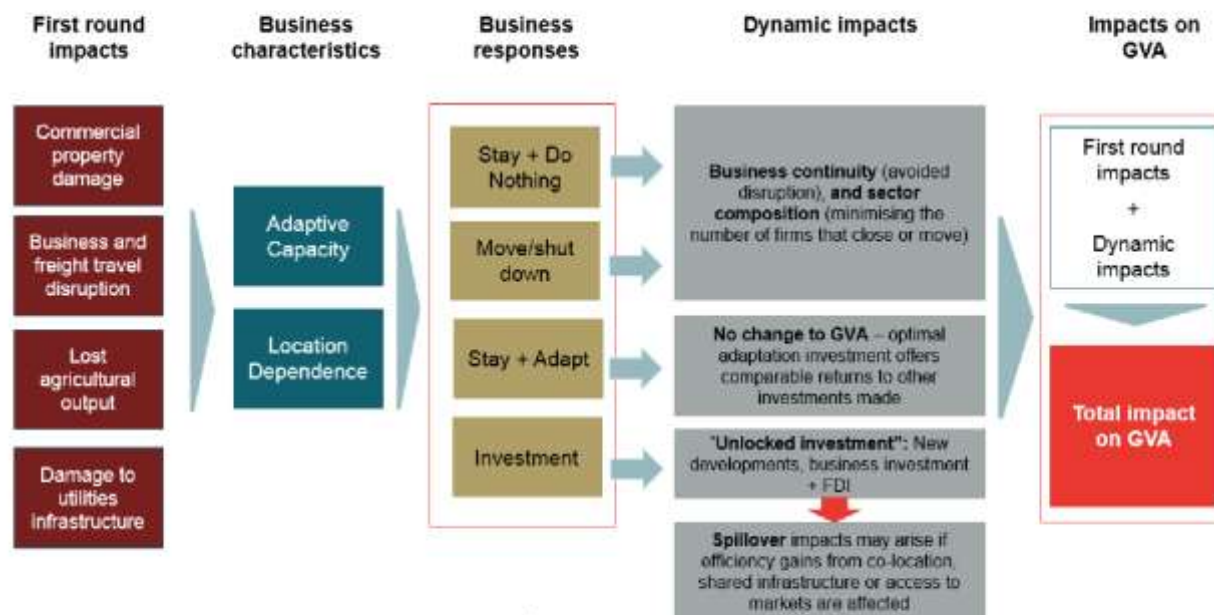 First round
impacts
Business
characteristics
Business
responses
Dynamic impacts
Impacts on
GVA
Commercial
property
damage
Business and
freight travel
disruption
Lost
agricultural
output
Damage to
utilities
infrastructure
Adaptive
Capacity
Location
Dependence
Stay + Do
Nothing
Move/shut
down
Stay + Adapt
Investment
Business continuity (avoided
disruption), and sector
composition (minimising the
number of firms that close or move)
No change to GVA – optimal
adaptation investment offers
comparable returns to other
investments made
"Unlocked investment": New
developments, business investment
+ FDI
Spillover impacts may arise if
efficiency gains from co-location,
shared infrastructure or access to
markets are affected
First round
impacts
+
Dynamic
impacts
Total impact
on GVA